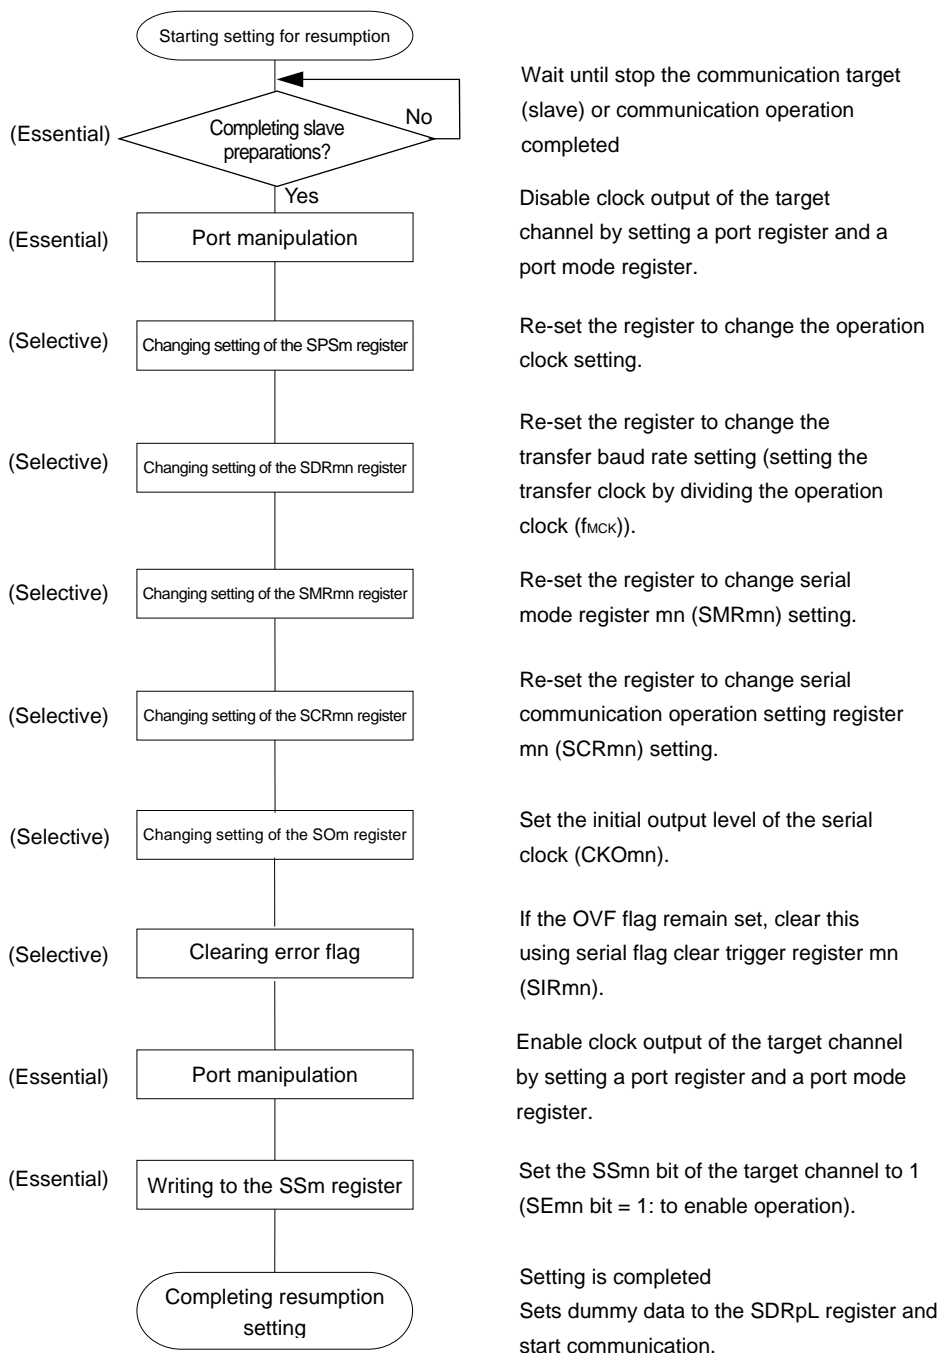 Starting setting for resumption
Wait until stop the communication target
(slave) or communication operation
completed
(Essential)
Completing slave
preparations?
No
Yes
Disable clock output of the target
channel by setting a port register and a
port mode register.
(Essential)
Port manipulation
(Selective)
Changing setting of the SPSm register
Re-set the register to change the operation
clock setting.
(Selective)
Changing setting of the SDRmn register
Re-set the register to change the
transfer baud rate setting (setting the
transfer clock by dividing the operation
clock (fMCK)).
(Selective)
Changing setting of the SMRmn register
Re-set the register to change serial
mode register mn (SMRmn) setting.
(Selective)
Changing setting of the SCRmn register
Re-set the register to change serial
communication operation setting register
mn (SCRmn) setting.
(Selective)
Changing setting of the SOm register
Set the initial output level of the serial
clock (CKOmn).
(Selective)
Clearing error flag
If the OVF flag remain set, clear this
using serial flag clear trigger register mn
(SIRmn).
(Essential)
Port manipulation
Enable clock output of the target channel
by setting a port register and a port mode
register.
(Essential)
Writing to the SSm register
Set the SSmn bit of the target channel to 1
(SEmn bit = 1: to enable operation).
Completing resumption
setting
Setting is completed
Sets dummy data to the SDRpL register and
start communication.